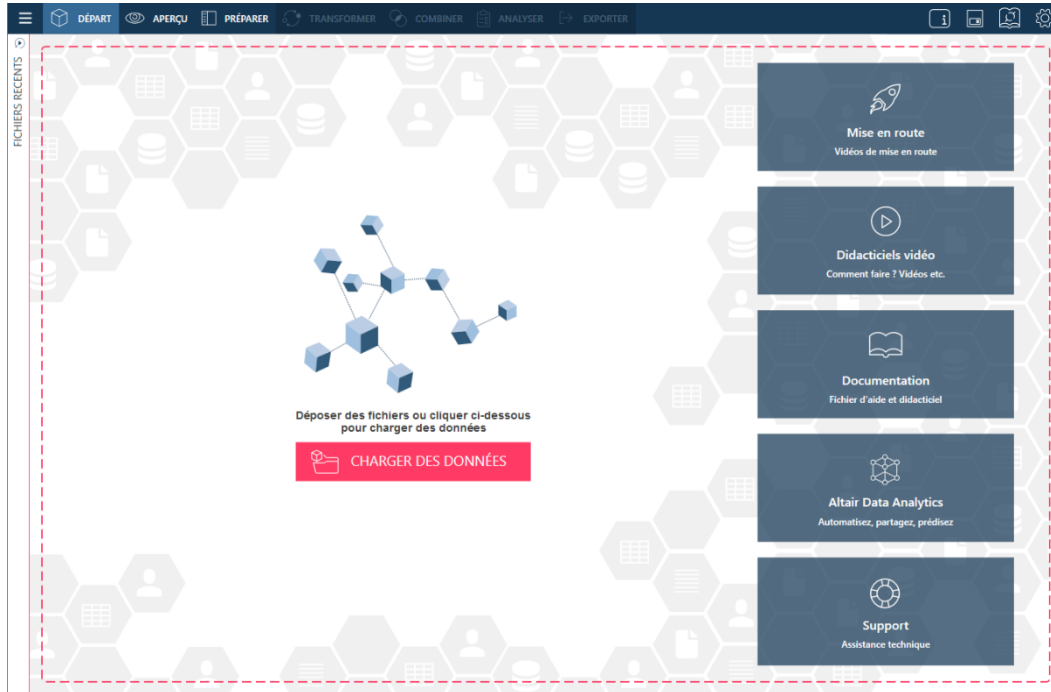 DÉPART APERÇU PRÉPARER TRANSFORMER COMBINER ANALYSER EXPORTER
FICHIERS RECENTS
Mise en route
Vidéos de mise en route
Didacticiels vidéo
Comment faire ? Vidéos etc.
Déposer des fichiers ou cliquer ci-dessous
pour charger des données
CHARGER DES DONNÉES
Documentation
Fichier d'aide et didacticiel
Altair Data Analytics
Automatisez, partagez, prédisez
Support
Assistance technique